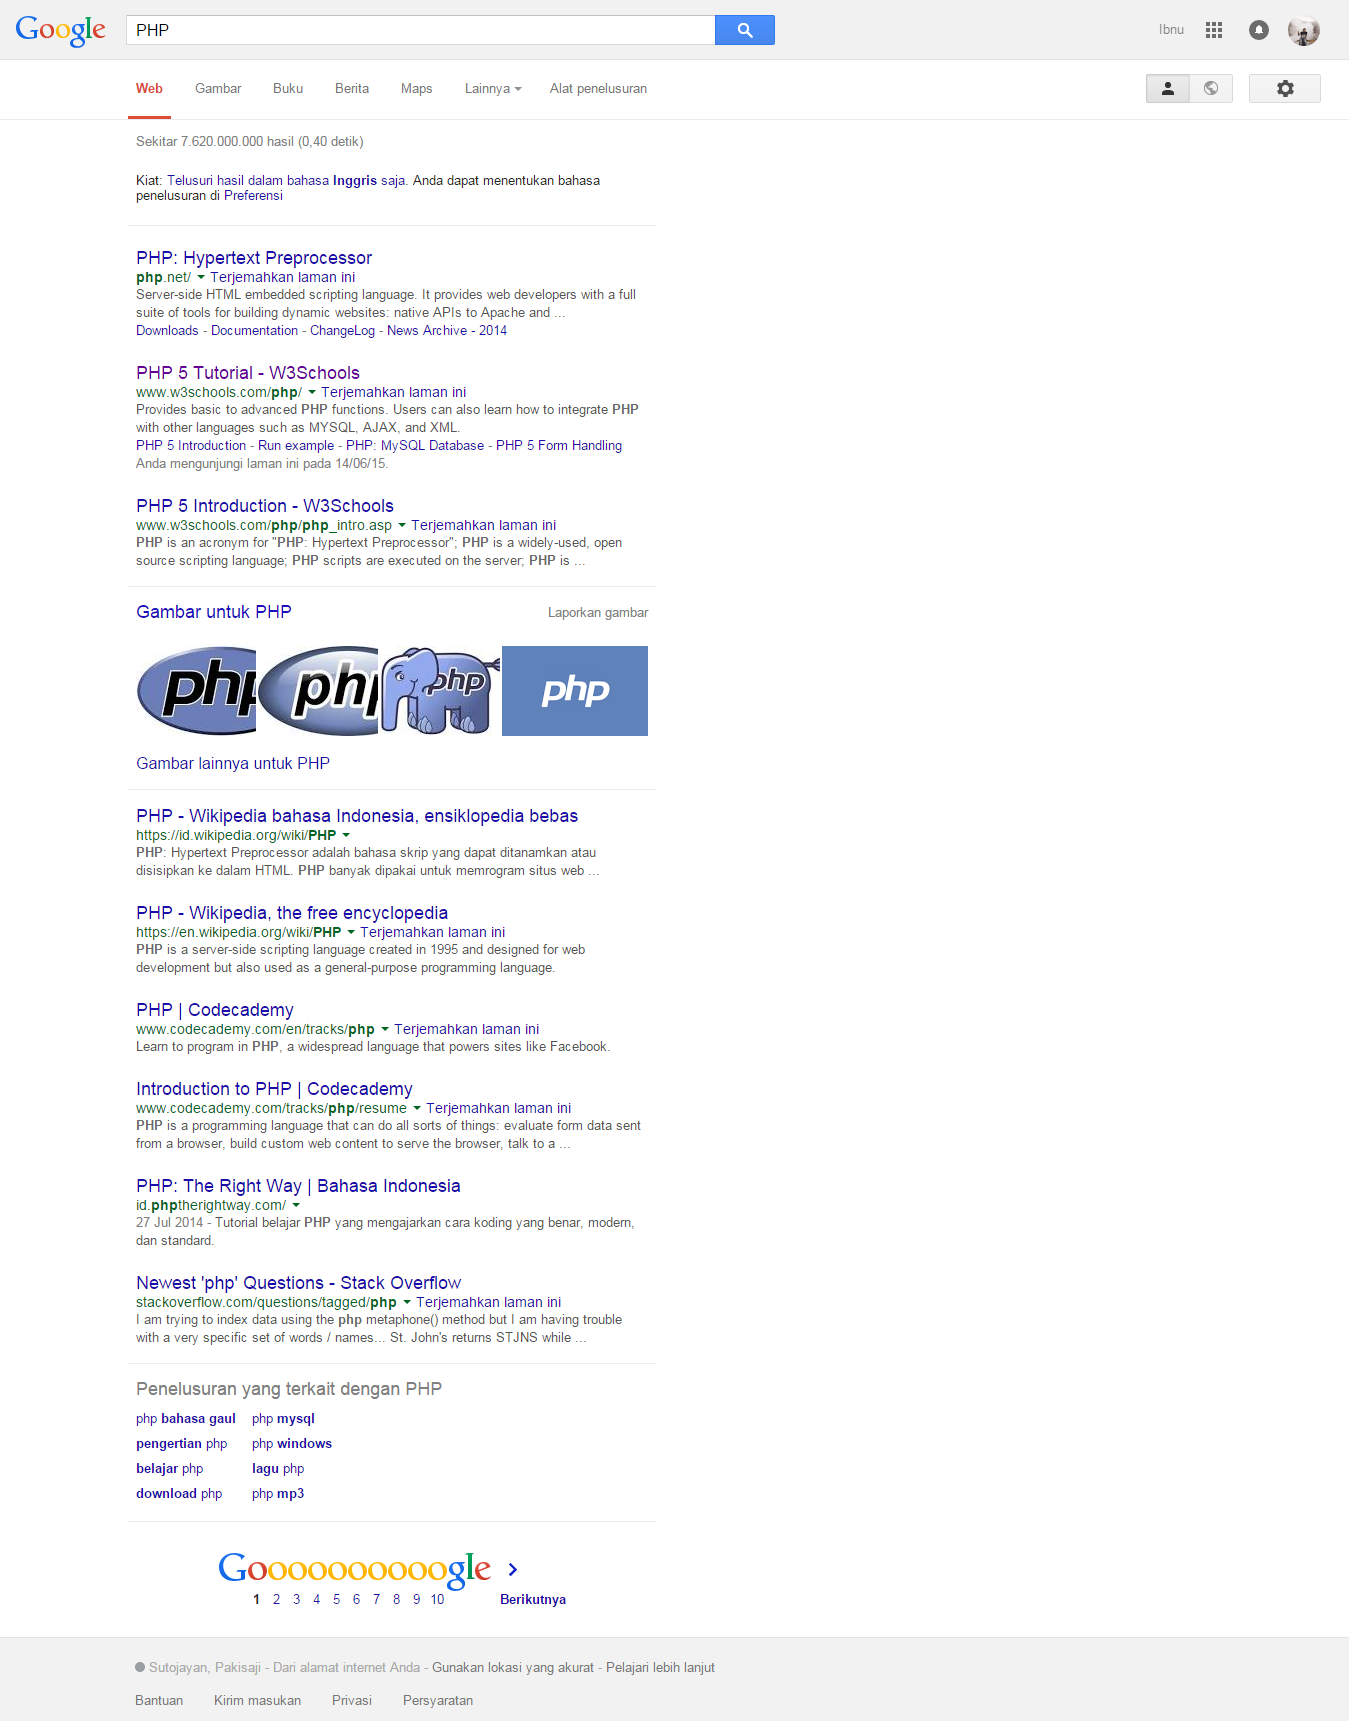 Google
PHP
Ibnu
Web Gambar Buku Berita Maps Lainnya Alat penelusuran
Sekitar 7.620.000.000 hasil (0,40 detik)
Kiat: Telusuri hasil dalam bahasa Inggris saja. Anda dapat menentukan bahasa
penelusuran di Preferensi
PHP: Hypertext Preprocessor
php.net/ Terjemahkan laman ini
Server-side HTML embedded scripting language. It provides web developers with a full
suite of tools for building dynamic websites: native APIs to Apache and ...
Downloads - Documentation - ChangeLog - News Archive - 2014
PHP 5 Tutorial - W3Schools
www.w3schools.com/php/ Terjemahkan laman ini
Provides basic to advanced PHP functions. Users can also learn how to integrate PHP
with other languages such as MYSQL, AJAX, and XML.
PHP 5 Introduction - Run example - PHP: MySQL Database - PHP 5 Form Handling
Anda mengunjungi laman ini pada 14/06/15.
PHP 5 Introduction - W3Schools
www.w3schools.com/php/php_intro.asp Terjemahkan laman ini
PHP is an acronym for "PHP: Hypertext Preprocessor"; PHP is a widely-used, open
source scripting language; PHP scripts are executed on the server; PHP is ...
Gambar untuk PHP Laporkan gambar
php php php php
Gambar lainnya untuk PHP
PHP - Wikipedia bahasa Indonesia, ensiklopedia bebas
https://id.wikipedia.org/wiki/PHP
PHP: Hypertext Preprocessor adalah bahasa skrip yang dapat ditanamkan atau
disisipkan ke dalam HTML. PHP banyak dipakai untuk memrogram situs web ...
PHP - Wikipedia, the free encyclopedia
https://en.wikipedia.org/wiki/PHP Terjemahkan laman ini
PHP is a server-side scripting language created in 1995 and designed for web
development but also used as a general-purpose programming language.
PHP | Codecademy
www.codecademy.com/en/tracks/php Terjemahkan laman ini
Learn to program in PHP, a widespread language that powers sites like Facebook.
Introduction to PHP | Codecademy
www.codecademy.com/tracks/php/resume Terjemahkan laman ini
PHP is a programming language that can do all sorts of things: evaluate form data sent
from a browser, build custom web content to serve the browser, talk to a ...
PHP: The Right Way | Bahasa Indonesia
id.phptherightway.com/
27 Jul 2014 - Tutorial belajar PHP yang mengajarkan cara koding yang benar, modern,
dan standard.
Newest 'php' Questions - Stack Overflow
stackoverflow.com/questions/tagged/php Terjemahkan laman ini
I am trying to index data using the php metaphone() method but I am having trouble
with a very specific set of words / names... St. John's returns STJNS while ...
Penelusuran yang terkait dengan PHP
php bahasa gaul php mysql
pengertian php php windows
belajar php lagu php
download php php mp3
Goooooooooogle
1 2 3 4 5 6 7 8 9 10 Berikutnya
Sutojayan, Pakisaji - Dari alamat internet Anda - Gunakan lokasi yang akurat - Pelajari lebih lanjut
Bantuan Kirim masukan Privasi Persyaratan